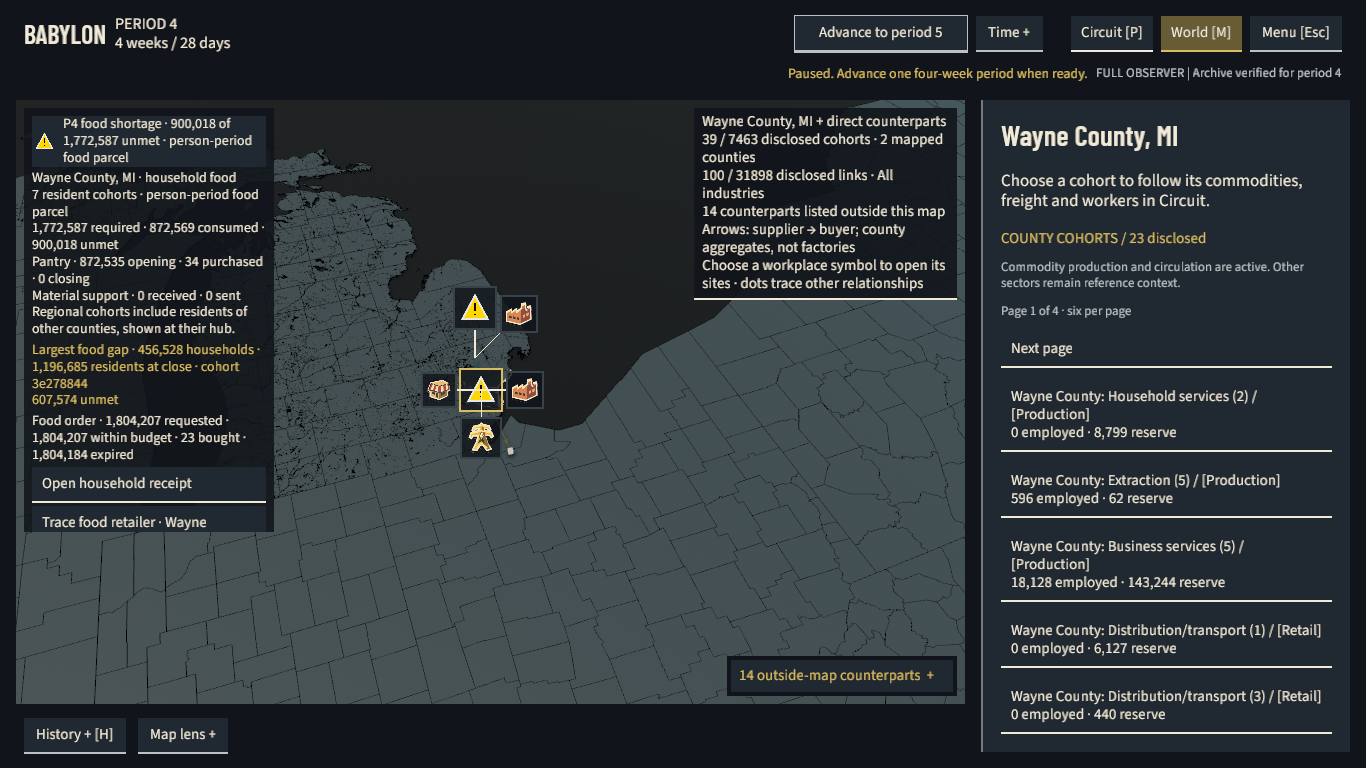 BABYLON
PERIOD 4
4 weeks / 28 days
Advance to period 5
Time +
Circuit [P]
World [M]
Menu [Esc]
Paused. Advance one four-week period when ready.
FULL OBSERVER | Archive verified for period 4
P4 food shortage · 900,018 of
1,772,587 unmet · person-period
food parcel
Wayne County, MI · household food
7 resident cohorts · person-period food
parcel
1,772,587 required · 872,569 consumed ·
900,018 unmet
Pantry · 872,535 opening · 34 purchased
· 0 closing
Material support · 0 received · 0 sent
Regional cohorts include residents of
other counties, shown at their hub.
Largest food gap · 456,528 households ·
1,196,685 residents at close · cohort
3e278844
607,574 unmet
Food order · 1,804,207 requested ·
1,804,207 within budget · 23 bought ·
1,804,184 expired
Open household receipt
Trace food retailer · Wayne
Wayne County, MI + direct counterparts
39 / 7463 disclosed cohorts · 2 mapped
counties
100 / 31898 disclosed links · All
industries
14 counterparts listed outside this map
Arrows: supplier → buyer; county
aggregates, not factories
Choose a workplace symbol to open its
sites · dots trace other relationships
14 outside-map counterparts +
History + [H]
Map lens +
Wayne County, MI
Choose a cohort to follow its commodities,
freight and workers in Circuit.
COUNTY COHORTS / 23 disclosed
Commodity production and circulation are active. Other
sectors remain reference context.
Page 1 of 4 · six per page
Next page
Wayne County: Household services (2) /
[Production]
0 employed · 8,799 reserve
Wayne County: Extraction (5) / [Production]
596 employed · 62 reserve
Wayne County: Business services (5) /
[Production]
18,128 employed · 143,244 reserve
Wayne County: Distribution/transport (1) / [Retail]
0 employed · 6,127 reserve
Wayne County: Distribution/transport (3) / [Retail]
0 employed · 440 reserve